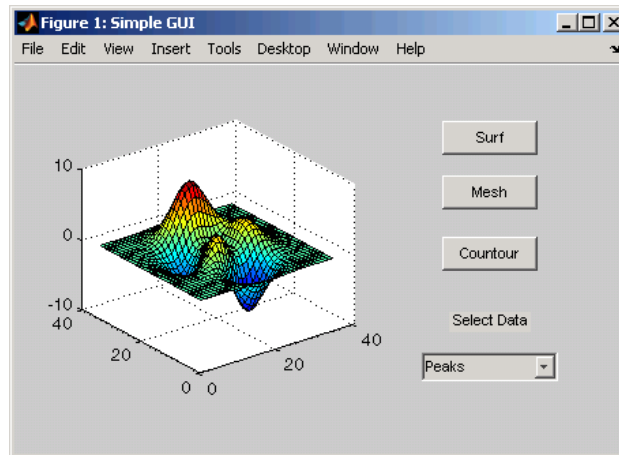 Figure 1: Simple GUI
File Edit View Insert Tools Desktop Window Help
Surf
Mesh
Countour
Select Data
Peaks
10
0
-10
40
20
0
0
20
40